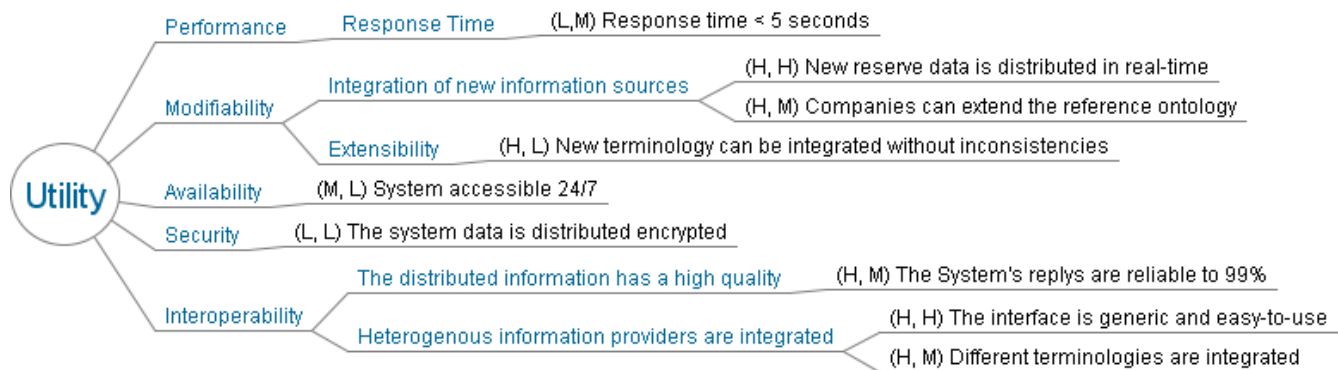 Utility
Performance
Response Time
(L,M) Response time < 5 seconds
Modifiability
Integration of new information sources
(H, H) New reserve data is distributed in real-time
(H, M) Companies can extend the reference ontology
Extensibility
(H, L) New terminology can be integrated without inconsistencies
Availability
(M, L) System accessible 24/7
Security
(L, L) The system data is distributed encrypted
Interoperability
The distributed information has a high quality
(H, M) The System's replys are reliable to 99%
Heterogenous information providers are integrated
(H, H) The interface is generic and easy-to-use
(H, M) Different terminologies are integrated